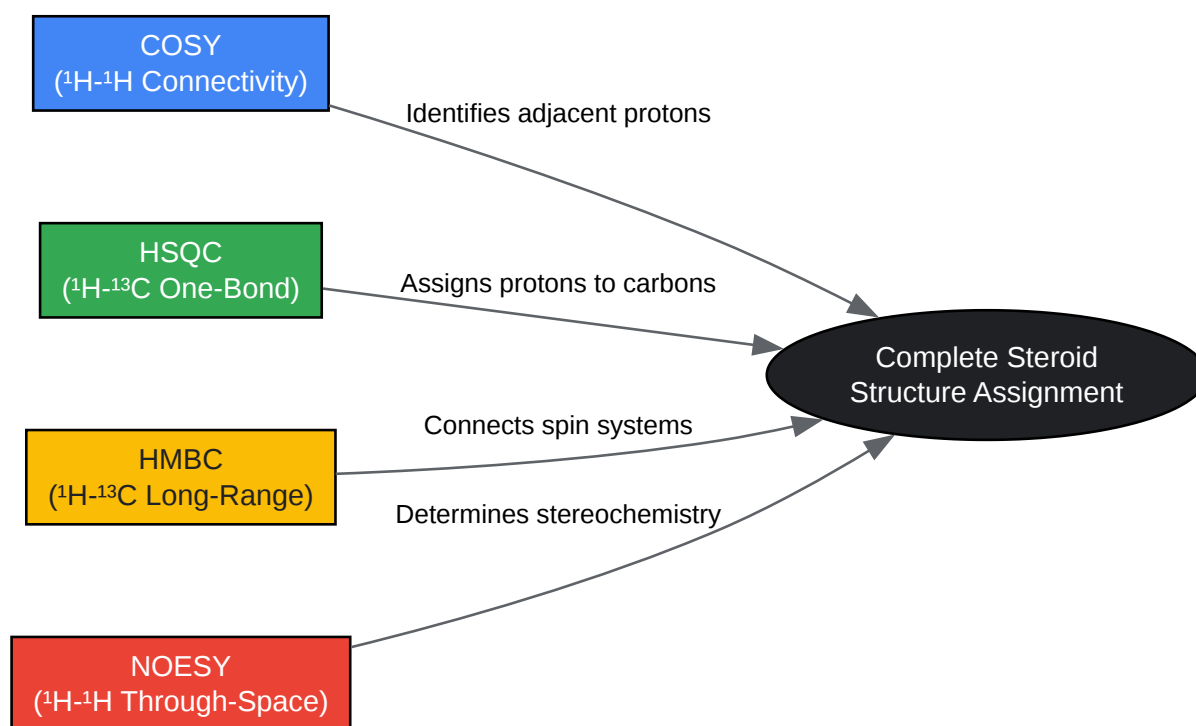 COSY
(¹H-¹H Connectivity)
Identifies adjacent protons
HSQC
(¹H-¹³C One-Bond)
Assigns protons to carbons
Complete Steroid
Structure Assignment
Connects spin systems
HMBC
(¹H-¹³C Long-Range)
Determines stereochemistry
NOESY
(¹H-¹H Through-Space)